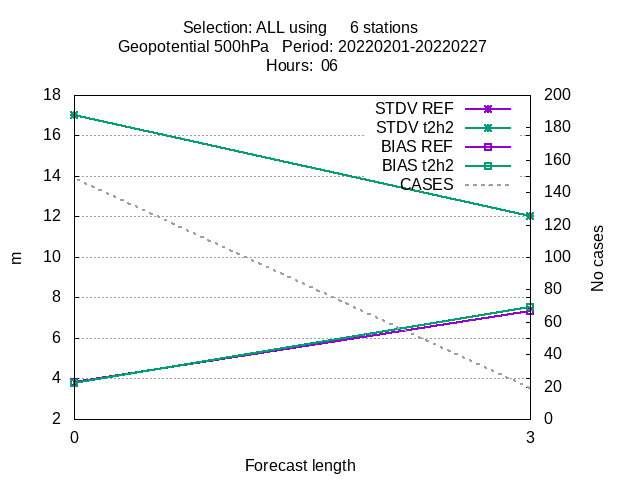 Selection: ALL using 6 stations
Geopotential 500hPa Period: 20220201-20220227
Hours: 06
STDV REF
STDV t2h2
BIAS REF
BIAS t2h2
CASES
18
16
14
12
10
8
6
4
2
m
200
180
160
140
120
100
80
60
40
20
0
No cases
0 3
Forecast length